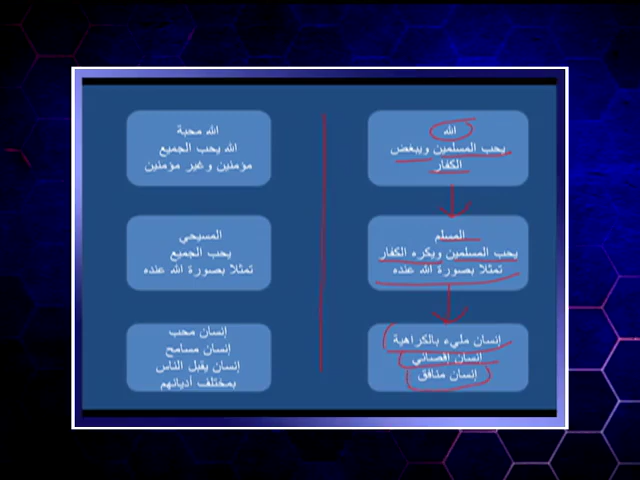 الله
يحب المسلمين ويبغض
الكفار
المسلم
يحب المسلمين ويكره الكفار
تمثلاً بصورة الله عنده
إنسان مليء بالكراهية
إنسان إقصائي
إنسان منافق
الله محبة
الله يحب الجميع
مؤمنين وغير مؤمنين
المسيحي
يحب الجميع
تمثلاً بصورة الله عنده
إنسان محب
إنسان مسامح
إنسان يقبل الناس
بمختلف أديانهم